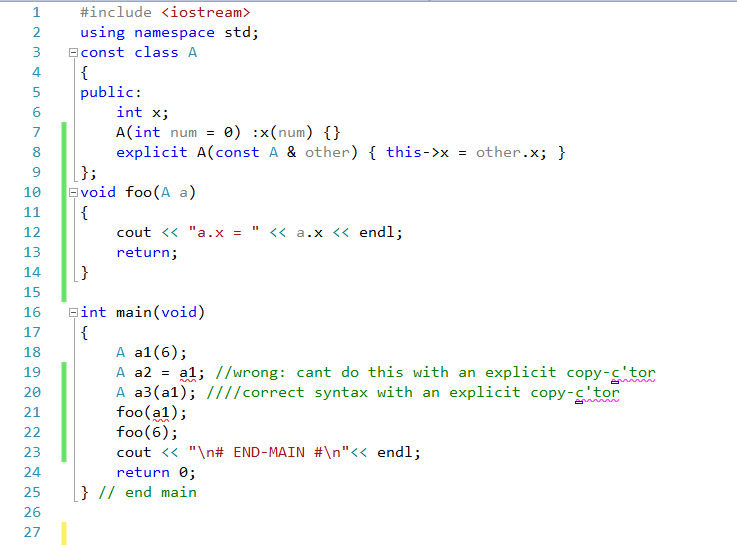 1 #include <iostream>
2 using namespace std;
3 const class A
4 {
5 public:
6 int x;
7 A(int num = 0) :x(num) {}
8 explicit A(const A & other) { this->x = other.x; }
9 };
10 void foo(A a)
11 {
12 cout << "a.x = " << a.x << endl;
13 return;
14 }
15
16 int main(void)
17 {
18 A a1(6);
19 A a2 = a1; //wrong: cant do this with an explicit copy-c'tor
20 A a3(a1); ////correct syntax with an explicit copy-c'tor
21 foo(a1);
22 foo(6);
23 cout << "\n# END-MAIN #\n"<< endl;
24 return 0;
25 } // end main
26
27